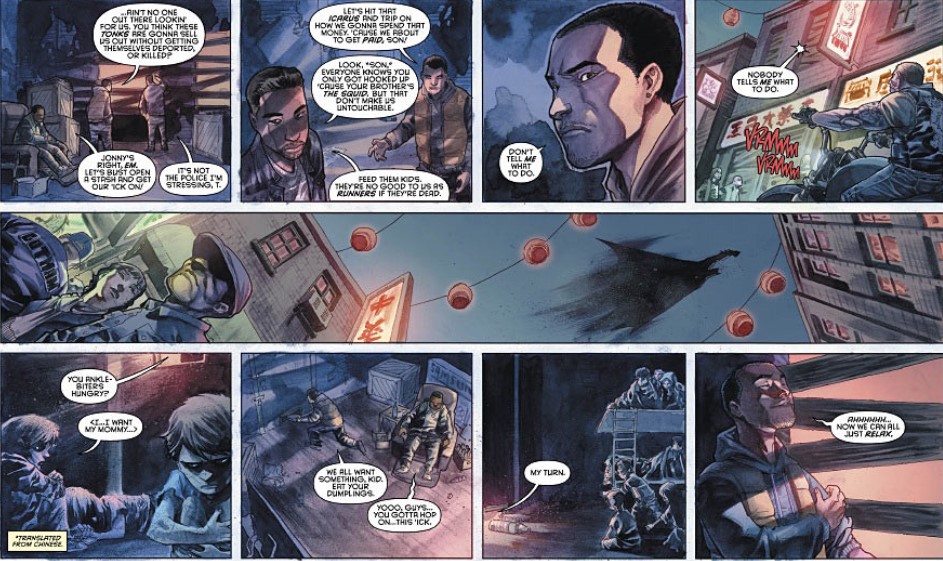 ...AIN'T NO ONE
OUT THERE LOOKIN'
FOR US. YOU THINK THESE
TONKS ARE GONNA SELL
US OUT WITHOUT GETTING
THEMSELVES DEPORTED,
OR KILLED?
JONNY'S
RIGHT, EM.
LET'S BUST OPEN
A STASH AND GET
OUR 'ICK ON!
IT'S NOT
THE POLICE I'M
STRESSING, T.
LET'S HIT THAT
ICARUS AND TRIP ON
HOW WE GONNA SPEND THAT
MONEY. 'CAUSE WE ABOUT
TO GET PAID, SON!
LOOK, "SON,"
EVERYONE KNOWS YOU
ONLY GOT HOOKED UP
'CAUSE YOUR BROTHER'S
THE SQUID. BUT THAT
DON'T MAKE US
UNTOUCHABLE.
FEED THEM KIDS.
THEY'RE NO GOOD TO US AS
RUNNERS IF THEY'RE DEAD.
DON'T
TELL ME
WHAT
TO DO.
NOBODY
TELLS ME WHAT
TO DO.
VRMWM
VRMWM
YOU ANKLE-
BITERS
HUNGRY?
<I...I WANT
MY MOMMY...>
*TRANSLATED
FROM CHINESE.
WE ALL WANT
SOMETHING, KID.
EAT YOUR
DUMPLINGS.
YOOO, GUYS...
YOU GOTTA HOP
ON...THIS 'ICK.
MY TURN.
AHHHHHH...
NOW WE CAN ALL
JUST RELAX.